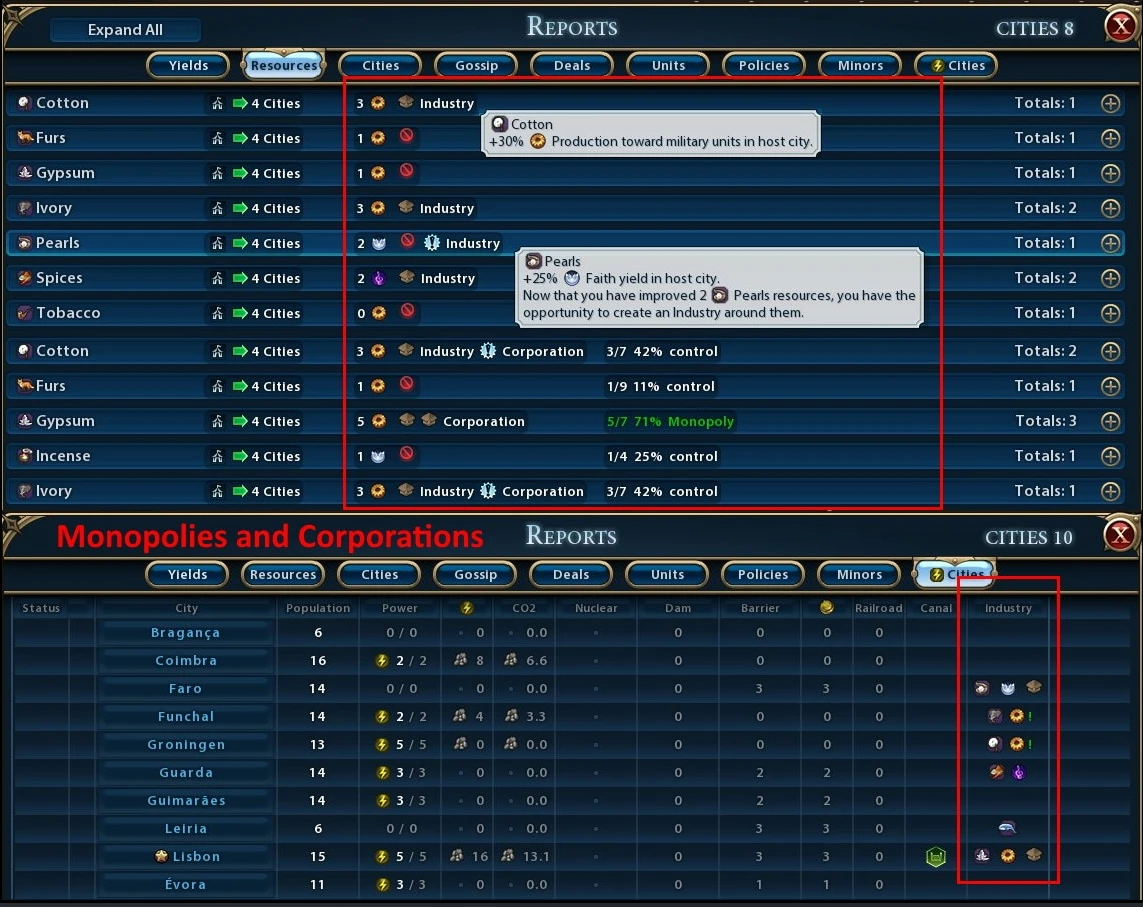 Expand All REPORTS CITIES 8 X
Yields Resources Cities Gossip Deals Units Policies Minors Cities
Cotton 4 Cities 3 Industry Totals: 1
Cotton
+30% Production toward military units in host city.
Furs 4 Cities 1 Totals: 1
Gypsum 4 Cities 1 Totals: 1
Ivory 4 Cities 3 Industry Totals: 2
Pearls 4 Cities 2 Industry Totals: 1
Pearls
+25% Faith yield in host city.
Now that you have improved 2 Pearls resources, you have the
opportunity to create an Industry around them.
Spices 4 Cities 2 Industry Totals: 2
Tobacco 4 Cities 0 Totals: 1
Cotton 4 Cities 3 Industry Corporation 3/7 42% control Totals: 2
Furs 4 Cities 1 1/9 11% control Totals: 1
Gypsum 4 Cities 5 Corporation 5/7 71% Monopoly Totals: 3
Incense 4 Cities 1 1/4 25% control Totals: 1
Ivory 4 Cities 3 Industry Corporation 3/7 42% control Totals: 1
Monopolies and Corporations REPORTS CITIES 10 X
Yields Resources Cities Gossip Deals Units Policies Minors Cities
Status City Population Power CO2 Nuclear Dam Barrier Railroad Canal Industry
Bragança 6 0 / 0 0 0.0 0 0 0 0
Coimbra 16 2 / 2 8 6.6 0 0 0 0
Faro 14 0 / 0 0 0.0 0 3 3 0
Funchal 14 2 / 2 4 3.3 0 0 0 0 !
Groningen 13 5 / 5 0 0.0 0 0 0 0 !
Guarda 14 3 / 3 0 0.0 0 2 2 0
Guimarães 14 3 / 3 0 0.0 0 2 2 0
Leiria 6 0 / 0 0 0.0 0 3 3 0
Lisbon 15 5 / 5 16 13.1 0 3 3 0
Évora 11 3 / 3 0 0.0 0 1 1 0